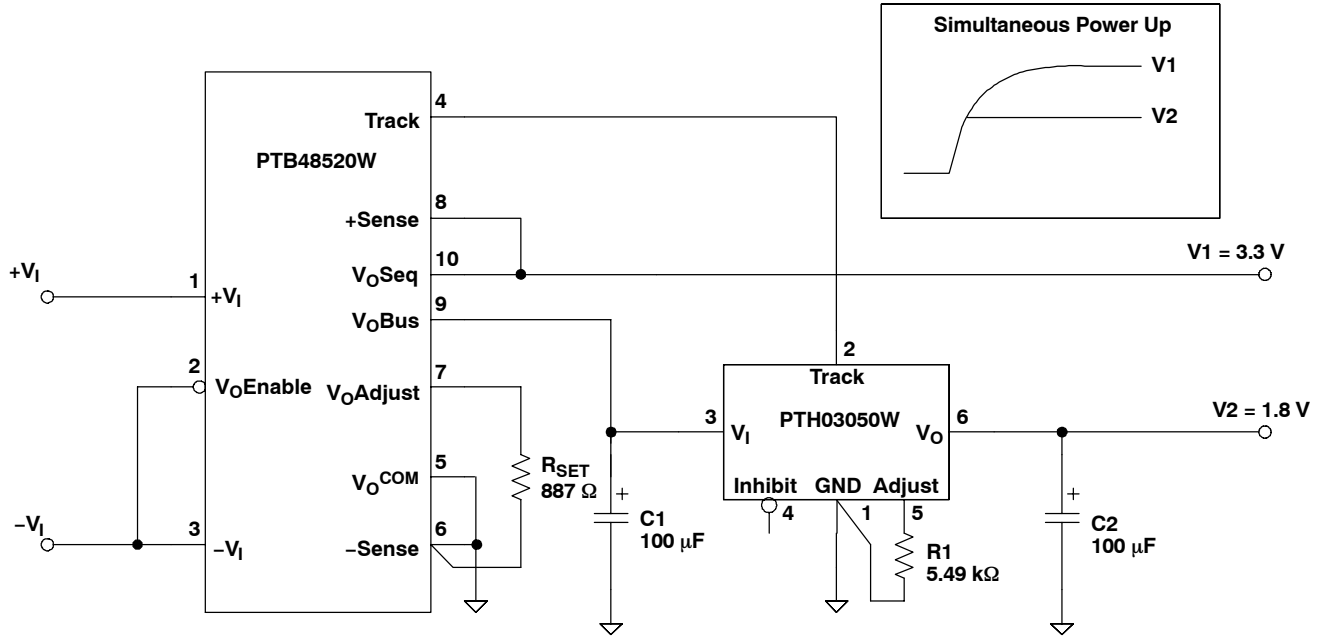 Simultaneous Power Up
V1
V2
4
Track
PTB48520W
8
+Sense
10
VOSeq
V1 = 3.3 V
+VI
1
+VI
9
VOBus
2
VOEnable
7
VOAdjust
2
Track
PTH03050W
3
VI
VO
6
V2 = 1.8 V
5
VOCOM
RSET
887 Ω
Inhibit
GND
Adjust
4
1
5
+
C1
100 μF
+
C2
100 μF
R1
5.49 kΩ
−VI
3
−VI
6
−Sense